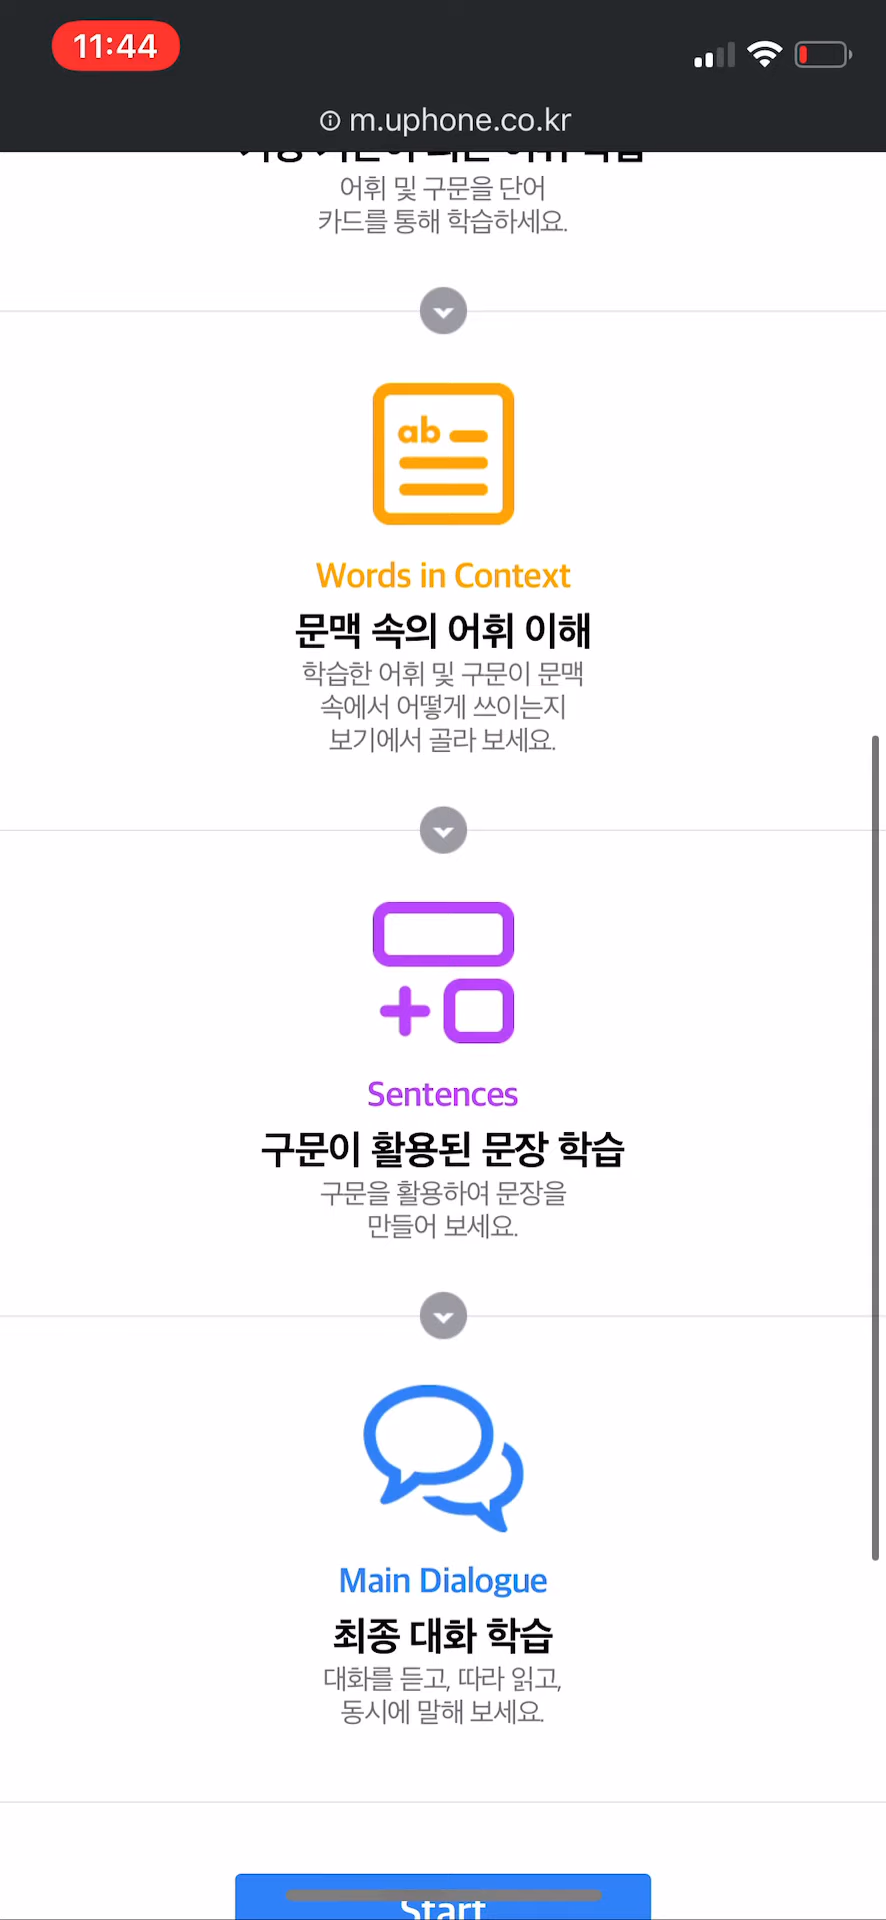 11:44
m.uphone.co.kr
어휘 및 구문을 단어
카드를 통해 학습하세요.
ab
Words in Context
문맥 속의 어휘 이해
학습한 어휘 및 구문이 문맥
속에서 어떻게 쓰이는지
보기에서 골라 보세요.
Sentences
구문이 활용된 문장 학습
구문을 활용하여 문장을
만들어 보세요.
Main Dialogue
최종 대화 학습
대화를 듣고, 따라 읽고,
동시에 말해 보세요.
Start